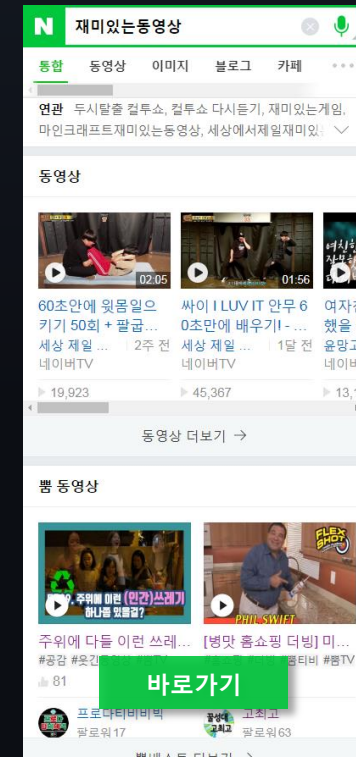 N 재미있는동영상
통합 동영상 이미지 블로그 카페
연관 두시탈출 컬투쇼, 컬투쇼 다시듣기, 재미있는게임,
마인크래프트재미있는동영상, 세상에서제일재미있
동영상
02:05
01:56
60초안에 윗몸일으
키기 50회 + 팔굽...
세상 제일 ... 2주 전
네이버TV
19,923
싸이 I LUV IT 안무 6
0초만에 배우기! - ...
세상 제일 ... 1달 전
네이버TV
45,367
여자친
했을
윤망고
네이버
13,1
동영상 더보기 →
뿜 동영상
주위에 이런 (인간)쓰레기
하나쯤 있을걸?
FLEX
SHOT
PHIL SWIFT
주위에 다들 이런 쓰레...
#공감
81
프로다티비비빅
팔로워17
[병맛 홈쇼핑 더빙] 미...
#뿜TV
고최고
팔로워63
바로가기